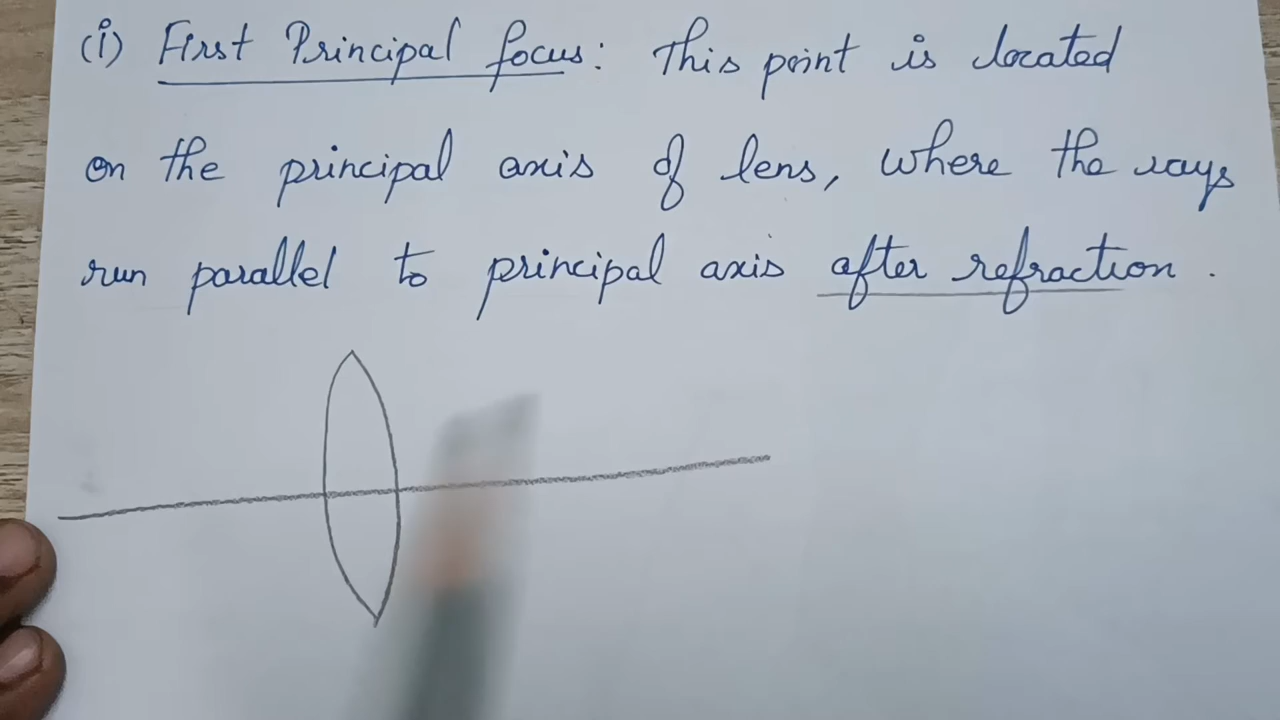 (i) First Principal focus: This point is located
on the principal axis of lens, where the rays
run parallel to principal axis after refraction.